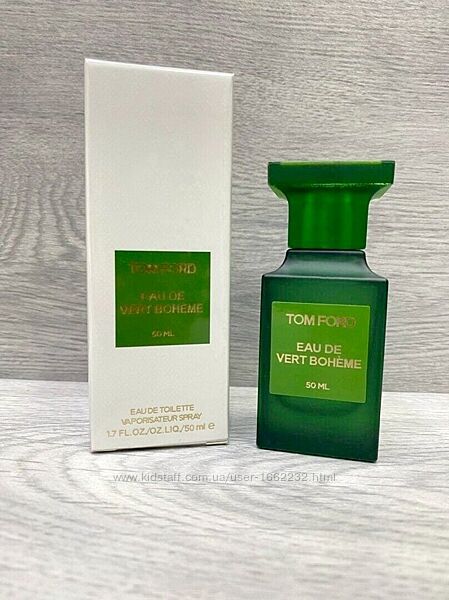 TOM FORD
EAU DE
VERT BOHÈME
50 ML
EAU DE TOILETTE
VAPORISATEUR SPRAY
1.7 FL.OZ./OZ.LIQ./50 ml e
TOM FORD
EAU DE
VERT BOHÈME
50 ML
www.kidstaff.com.ua/user-1662232.html